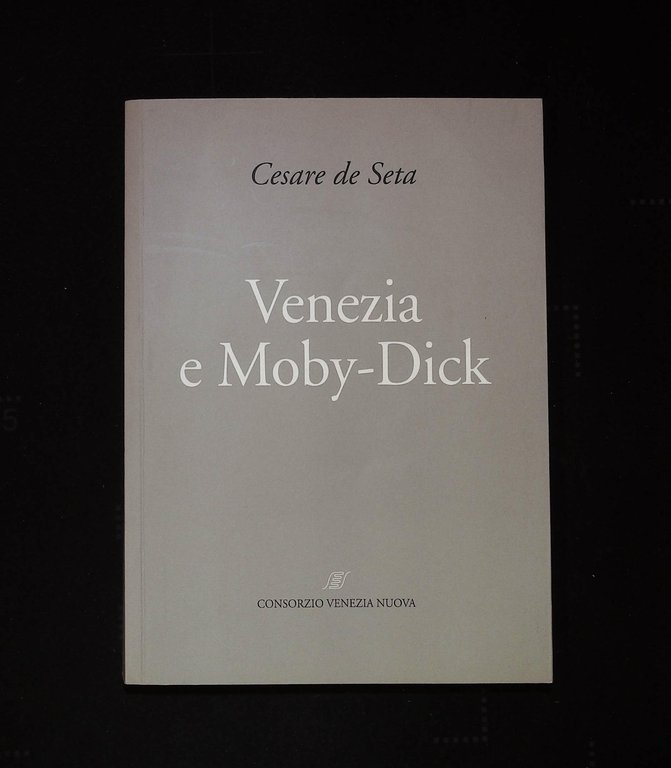 Cesare de Seta
Venezia
e Moby-Dick
CONSORZIO VENEZIA NUOVA